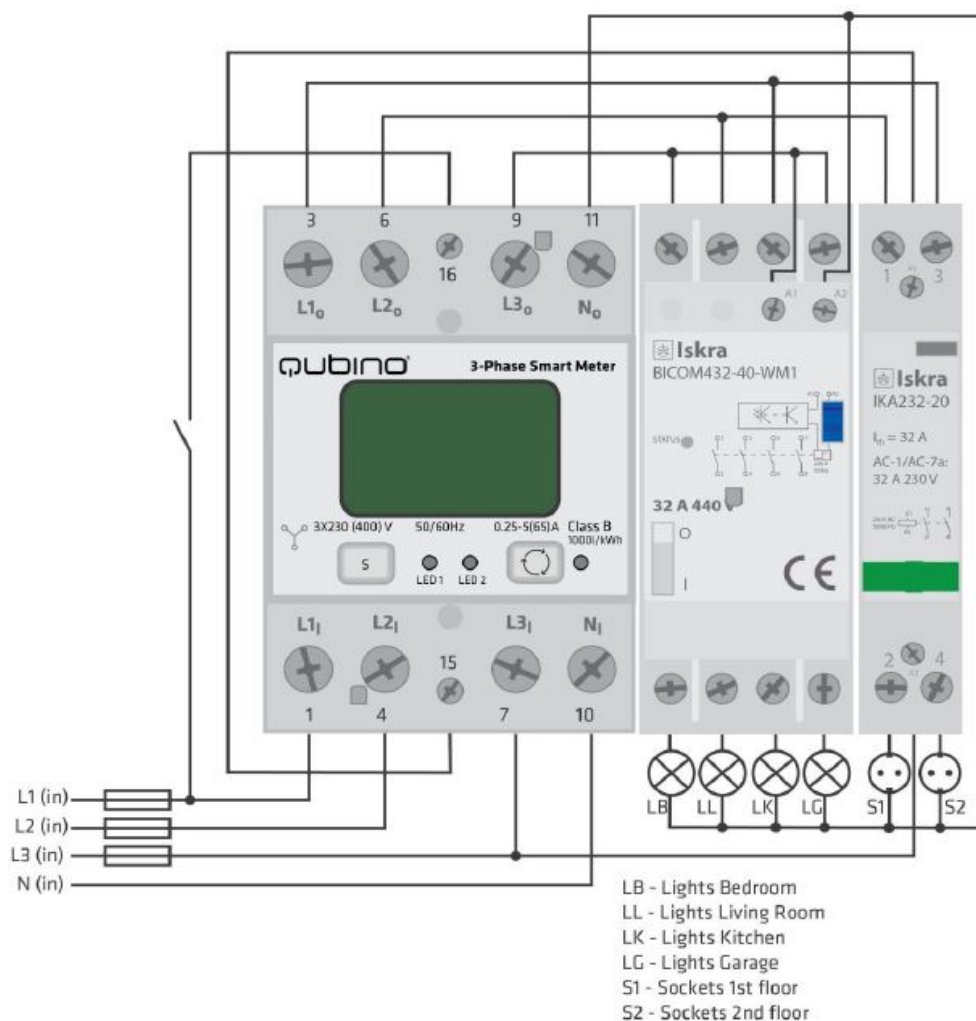 3 6 9 11
16
1 3
L1o L2o L3o No
A1 A2
QUBINO 3-Phase Smart Meter
Iskra
BICOM432-40-WM1
STATUS
32 A 440 V
O
I
CE
Iskra
IKA232-20
Ith = 32 A
AC-1/AC-7a:
32 A 230 V
3X230 (400) V 50/60Hz 0.25-5(65)A Class B
1000i/kWh
S
LED 1 LED 2
L1I L2I L3I NI
15
2 4
1 4 7 10
L1 (in)
L2 (in)
L3 (in)
N (in)
LB LL LK LG S1 S2
LB - Lights Bedroom
LL - Lights Living Room
LK - Lights Kitchen
LG - Lights Garage
S1 - Sockets 1st floor
S2 - Sockets 2nd floor